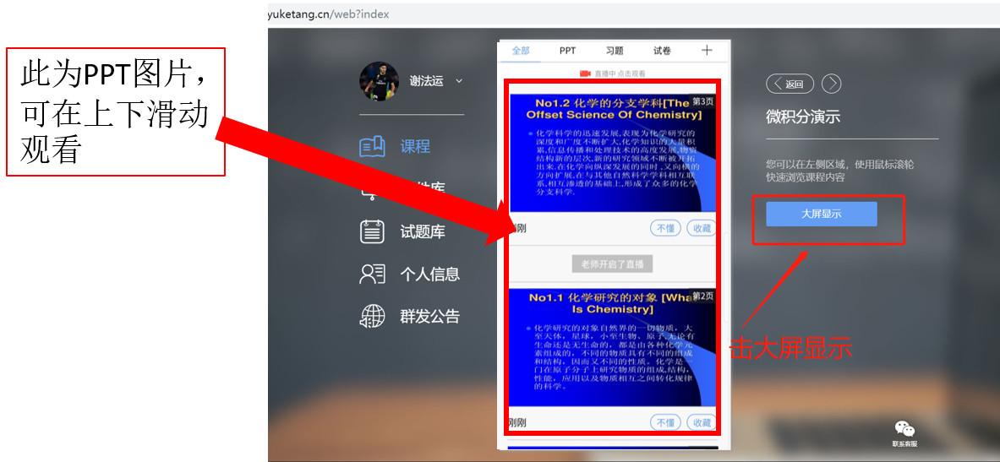 yuketang.cn/web?index
此为PPT图片，
可在上下滑动
观看
谢法运
课程
试题库
个人信息
群发公告
全部 PPT 习题 试卷
直播中 点击观看
No1.2 化学的分支学科[The 第3页
Offset Science Of Chemistry]
化学科学的迅速发展,表现为化学研究的
深度和广度不断扩大,化学知识的大量积
累,信息传播和处理技术的高度发展,物质
结构新的层次,新的研究领域不断被开拓
出来.在化学向纵深发展的同时,又向横的
方向扩展,在与其他自然科学学科相互联
系,相互渗透的基础上,形成了众多的化学
分支科学.
刚刚 不懂 收藏
老师开启了直播
No1.1 化学研究的对象 [Wha 第2页
Is Chemistry]
化学研究的对象自然界的一切物质，大
至天体，星球，小至生物、原子,无论有
生命还是无生命的，都是由各种化学元
素组成的，不同的物质具有不同的组成
和结构，因而又不同的性质。化学是一
门在原子分子上研究物质的组成,结构，
性能，应用以及物质相互之间转化规律
的科学。
刚刚 不懂 收藏
返回
微积分演示
您可以在左侧区域，使用鼠标滚轮
快速浏览课程内容
大屏显示
击大屏显示
联系客服